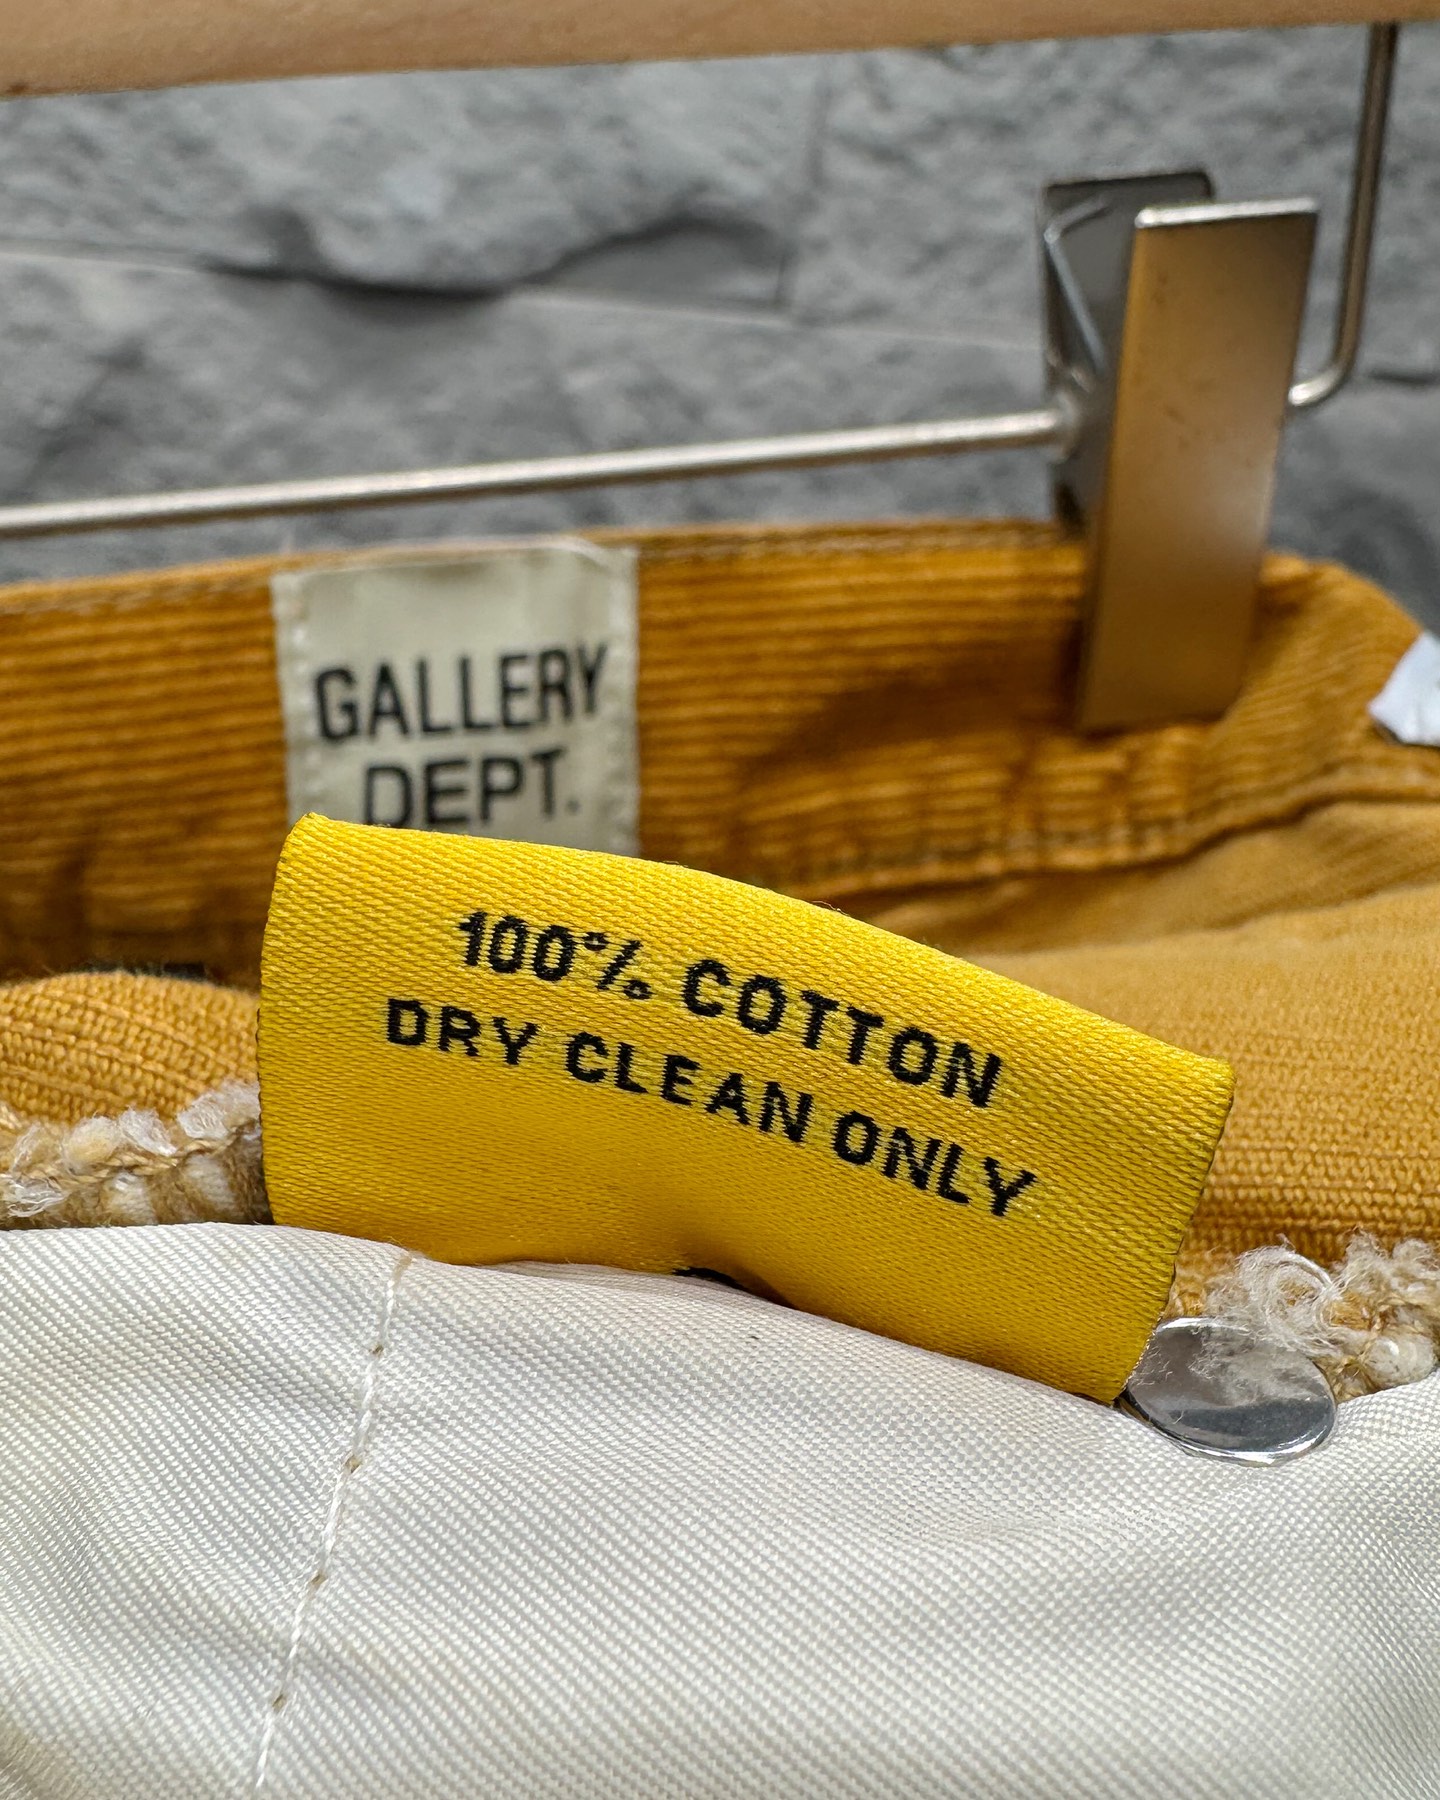 GALLERY
DEPT.
100% COTTON
DRY CLEAN ONLY